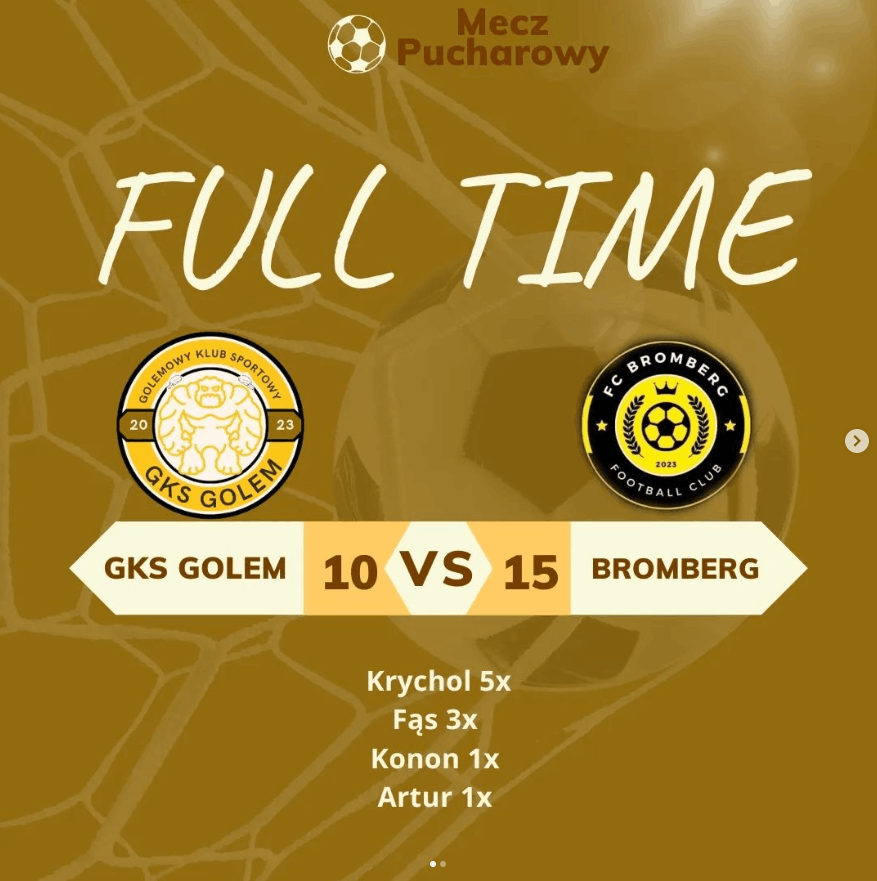 Mecz
Pucharowy
FULL TIME
GOLEMOWY KLUB SPORTOWY
20 23
GKS GOLEM
FC BROMBERG
2023
FOOTBALL CLUB
GKS GOLEM 10 VS 15 BROMBERG
Krychol 5x
Fąs 3x
Konon 1x
Artur 1x